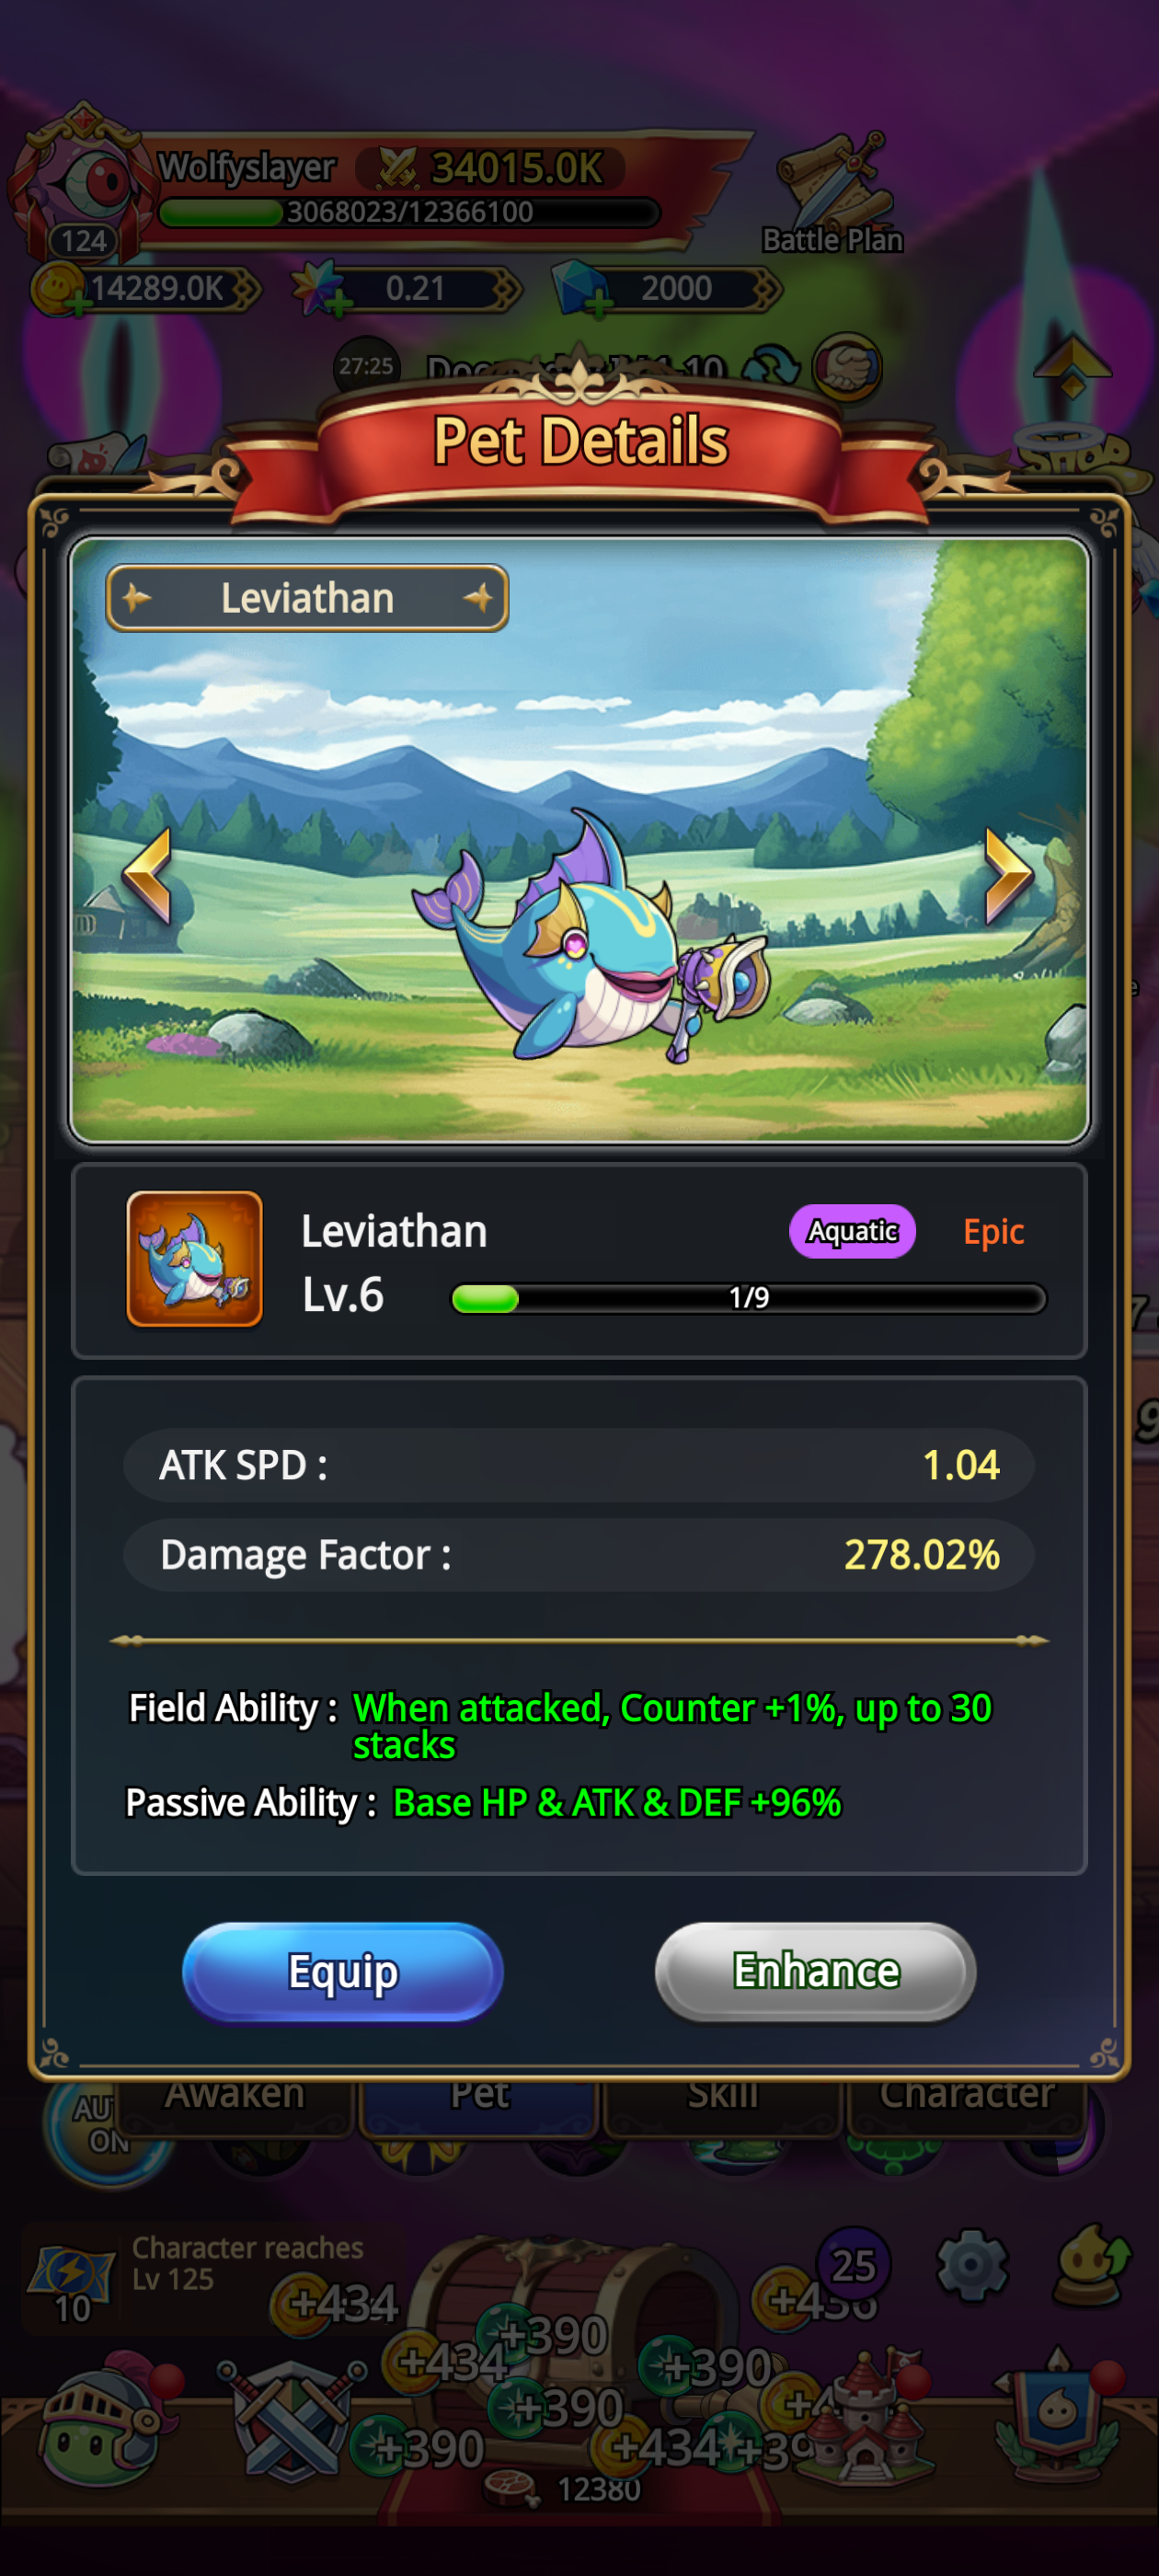 Wolfyslayer
34015.0K
3068023/12366100
124
Battle Plan
14289.0K
0.21
2000
27:25
Pet Details
SHOP
Leviathan
Leviathan
Aquatic
Epic
Lv.6
1/9
ATK SPD :
1.04
Damage Factor :
278.02%
Field Ability :
When attacked, Counter +1%, up to 30
stacks
Passive Ability :
Base HP & ATK & DEF +96%
Equip
Enhance
Awaken
Pet
Skill
Character
ON
Character reaches
Lv 125
10
25
+434
+390
+434
+390
+390
+390
+434
12380